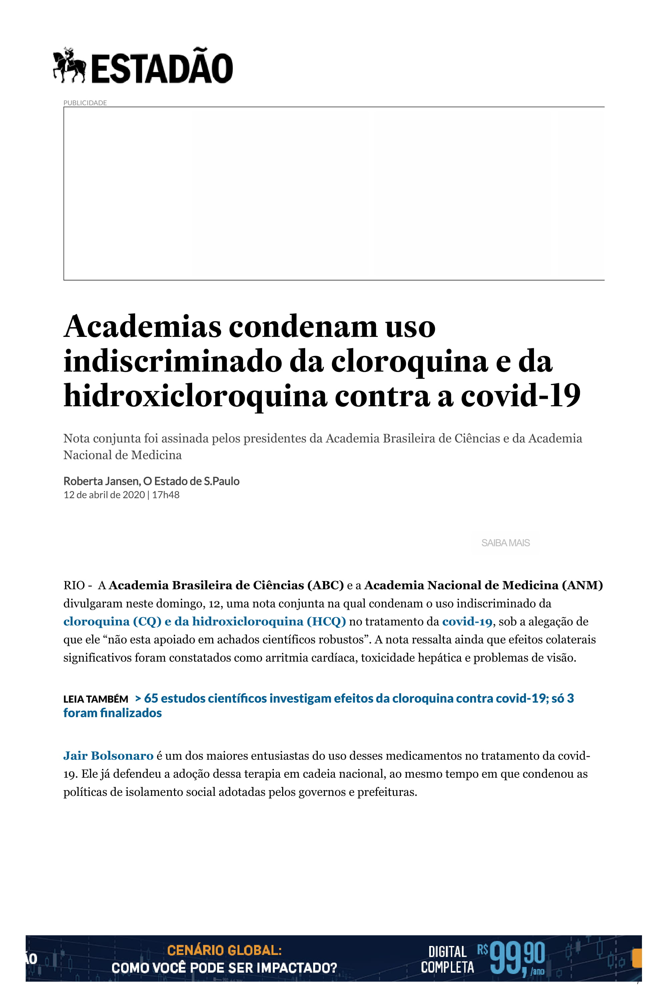 ESTADÃO
PUBLICIDADE
Academias condenam uso
indiscriminado da cloroquina e da
hidroxicloroquina contra a covid-19
Nota conjunta foi assinada pelos presidentes da Academia Brasileira de Ciências e da Academia
Nacional de Medicina
Roberta Jansen, O Estado de S.Paulo
12 de abril de 2020 | 17h48
SAIBA MAIS
RIO - A Academia Brasileira de Ciências (ABC) e a Academia Nacional de Medicina (ANM)
divulgaram neste domingo, 12, uma nota conjunta na qual condenam o uso indiscriminado da
cloroquina (CQ) e da hidroxicloroquina (HCQ) no tratamento da covid-19, sob a alegação de
que ele “não esta apoiado em achados científicos robustos”. A nota ressalta ainda que efeitos colaterais
significativos foram constatados como arritmia cardíaca, toxicidade hepática e problemas de visão.
LEIA TAMBÉM > 65 estudos científicos investigam efeitos da cloroquina contra covid-19; só 3
foram finalizados
Jair Bolsonaro é um dos maiores entusiastas do uso desses medicamentos no tratamento da covid-
19. Ele já defendeu a adoção dessa terapia em cadeia nacional, ao mesmo tempo em que condenou as
políticas de isolamento social adotadas pelos governos e prefeituras.
ÃO
CENÁRIO GLOBAL:
COMO VOCÊ PODE SER IMPACTADO?
DIGITAL
COMPLETA
R$ 99,90 /ano